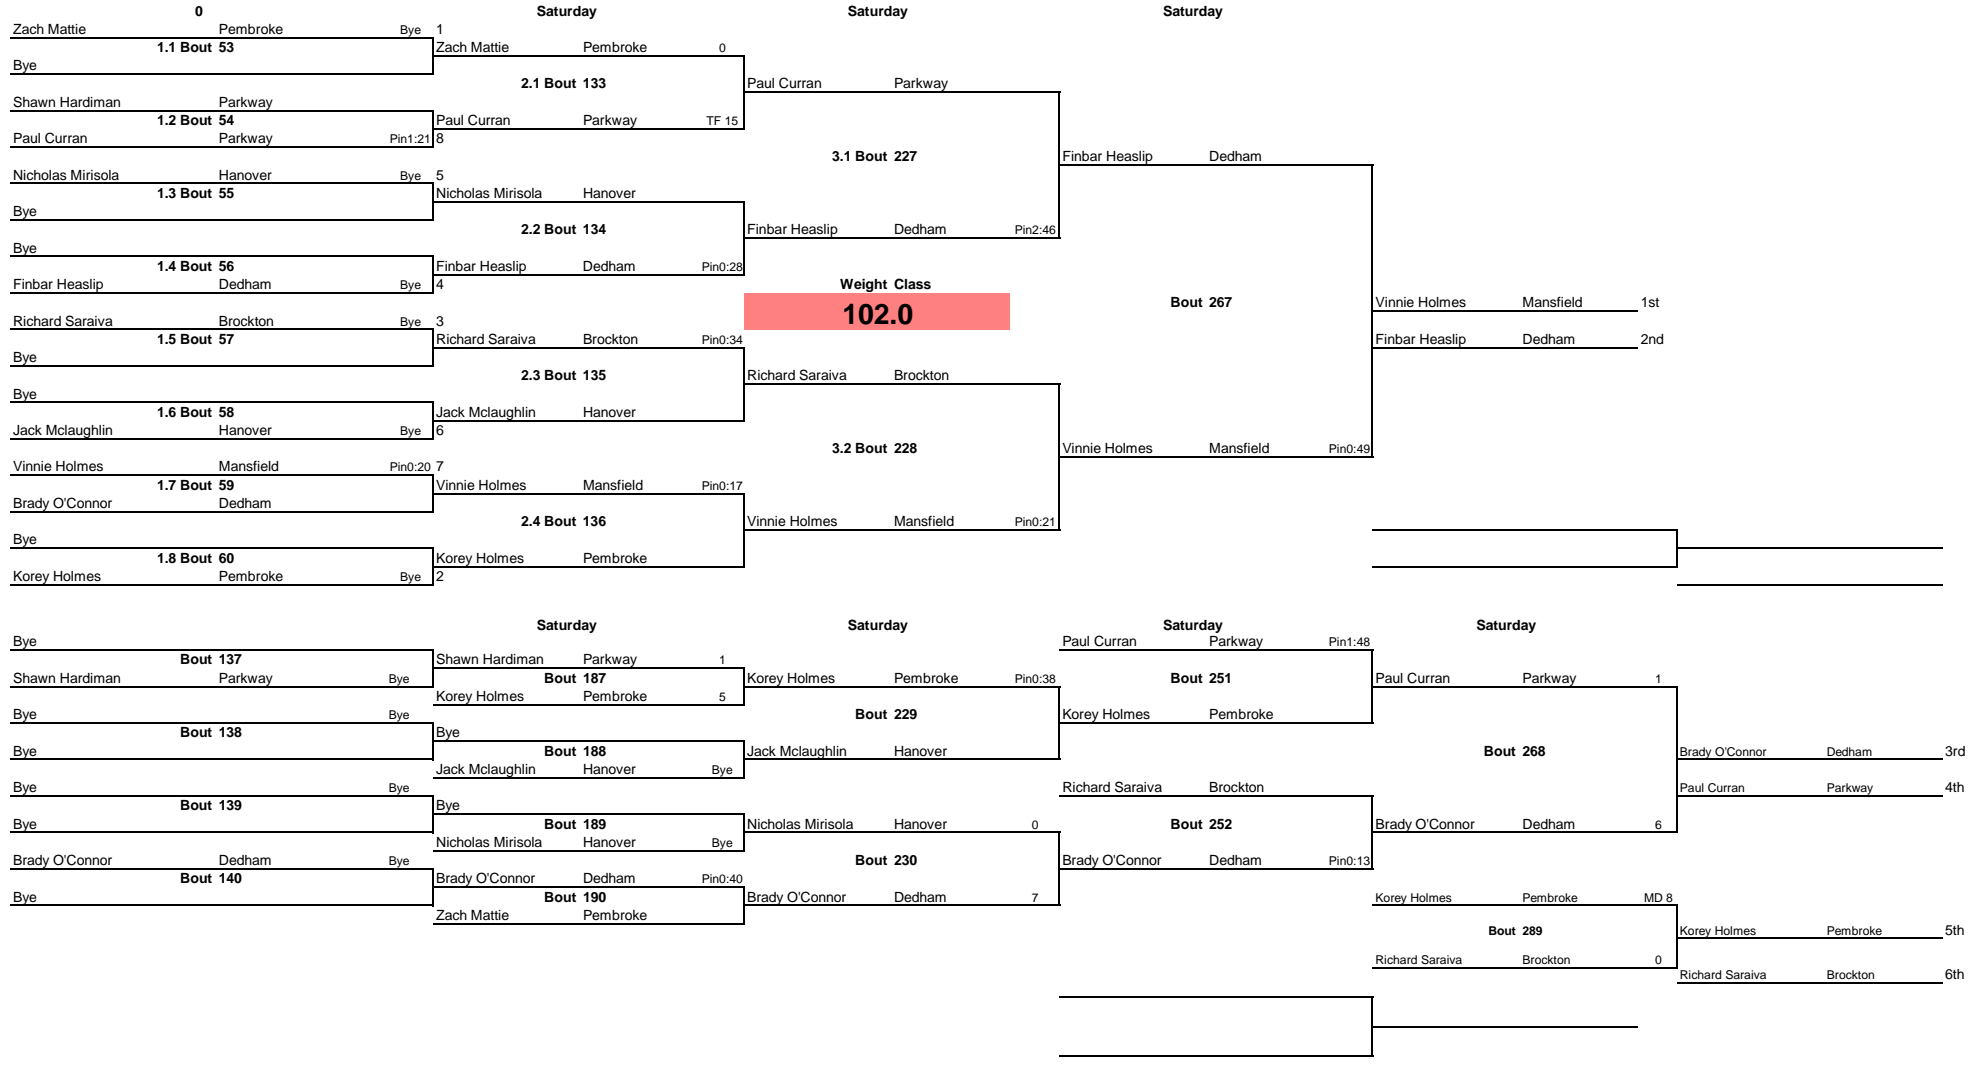 0 Saturday Saturday Saturday
Zach Mattie Pembroke Bye 1
1.1 Bout 53 Zach Mattie Pembroke 0
Bye
2.1 Bout 133 Paul Curran Parkway
Shawn Hardiman Parkway
1.2 Bout 54 Paul Curran Parkway TF 15
Paul Curran Parkway Pin1:21 8
3.1 Bout 227 Finbar Heaslip Dedham
Nicholas Mirisola Hanover Bye 5
1.3 Bout 55 Nicholas Mirisola Hanover
Bye
2.2 Bout 134 Finbar Heaslip Dedham Pin2:46
Bye
1.4 Bout 56 Finbar Heaslip Dedham Pin0:28
Finbar Heaslip Dedham Bye 4 Weight Class
Bout 267 Vinnie Holmes Mansfield 1st
102.0
Richard Saraiva Brockton Bye 3
1.5 Bout 57 Richard Saraiva Brockton Pin0:34 Finbar Heaslip Dedham 2nd
Bye
2.3 Bout 135 Richard Saraiva Brockton
Bye
1.6 Bout 58 Jack Mclaughlin Hanover
Jack Mclaughlin Hanover Bye 6
3.2 Bout 228 Vinnie Holmes Mansfield Pin0:49
Vinnie Holmes Mansfield Pin0:20 7
1.7 Bout 59 Vinnie Holmes Mansfield Pin0:17
Brady O'Connor Dedham
2.4 Bout 136 Vinnie Holmes Mansfield Pin0:21
Bye
1.8 Bout 60 Korey Holmes Pembroke
Korey Holmes Pembroke Bye 2
Saturday Saturday Saturday Saturday
Bye Paul Curran Parkway Pin1:48
Bout 137 Shawn Hardiman Parkway 1
Shawn Hardiman Parkway Bye Bout 187 Korey Holmes Pembroke Pin0:38 Bout 251 Paul Curran Parkway 1
Korey Holmes Pembroke 5
Bye Bye Bout 229 Korey Holmes Pembroke
Bout 138 Bye
Bye Bout 188 Jack Mclaughlin Hanover Bout 268 Brady O'Connor Dedham 3rd
Jack Mclaughlin Hanover Bye
Bye Bye Richard Saraiva Brockton Paul Curran Parkway 4th
Bout 139 Bye
Bye Bout 189 Nicholas Mirisola Hanover 0 Bout 252 Brady O'Connor Dedham 6
Nicholas Mirisola Hanover Bye
Brady O'Connor Dedham Bye Bout 230 Brady O'Connor Dedham Pin0:13
Bout 140 Brady O'Connor Dedham Pin0:40
Bye Bout 190 Brady O'Connor Dedham 7 Korey Holmes Pembroke MD 8
Zach Mattie Pembroke
Bout 289 Korey Holmes Pembroke 5th
Richard Saraiva Brockton 0
Richard Saraiva Brockton 6th